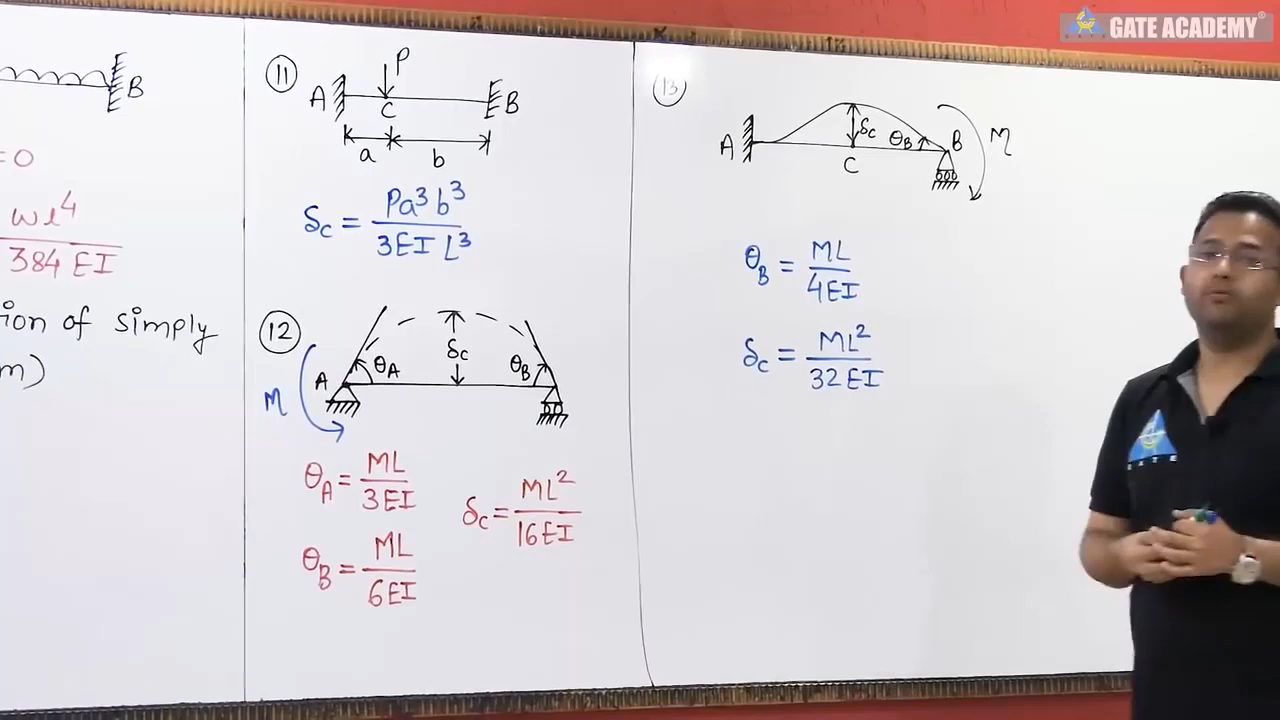 GATE ACADEMY®
B
=0
wl⁴
384 EI
ion of simply
m)
11
P
A
C
B
a
b
δc = Pa³b³ / 3EI L³
12
δc
θA
θB
A
M
θA = ML / 3EI
θB = ML / 6EI
δc = ML² / 16EI
13
A
δc
θB
B
M
C
θB = ML / 4EI
δc = ML² / 32EI
GATE